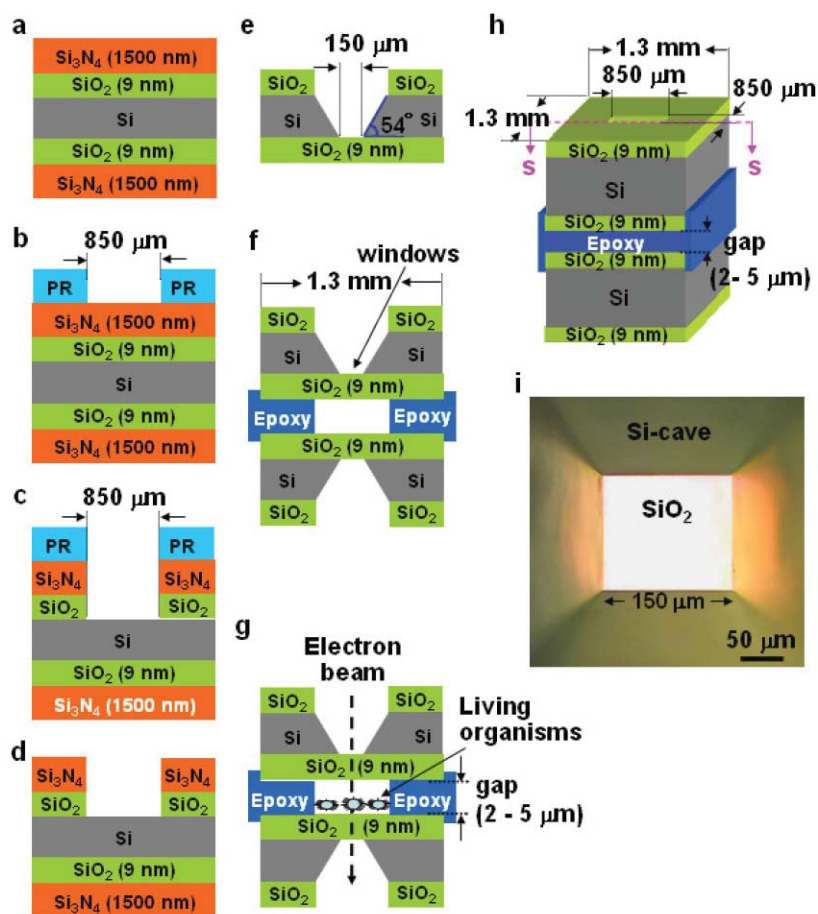 a
Si₃N₄ (1500 nm)
SiO₂ (9 nm)
Si
SiO₂ (9 nm)
Si₃N₄ (1500 nm)
b
850 μm
PR PR
Si₃N₄ (1500 nm)
SiO₂ (9 nm)
Si
SiO₂ (9 nm)
Si₃N₄ (1500 nm)
c
850 μm
PR PR
Si₃N₄ Si₃N₄
SiO₂ SiO₂
Si
SiO₂ (9 nm)
Si₃N₄ (1500 nm)
d
Si₃N₄ Si₃N₄
SiO₂ SiO₂
Si
SiO₂ (9 nm)
Si₃N₄ (1500 nm)
e
150 μm
SiO₂ SiO₂
Si 54° Si
SiO₂ (9 nm)
f
windows
1.3 mm
SiO₂ SiO₂
Si Si
SiO₂ (9 nm)
Epoxy Epoxy
SiO₂ (9 nm)
Si Si
SiO₂ SiO₂
g
Electron
beam
SiO₂ SiO₂
Si Si
Living
organisms
SiO₂ (9 nm)
Epoxy Epoxy
gap
(2 - 5 μm)
SiO₂ (9 nm)
SiO₂ SiO₂
h
1.3 mm
850 μm
850 μm
1.3 mm
S S
SiO₂ (9 nm)
Si
SiO₂ (9 nm)
Epoxy
SiO₂ (9 nm)
gap
(2- 5 μm)
Si
SiO₂ (9 nm)
i
Si-cave
SiO₂
150 μm
50 μm